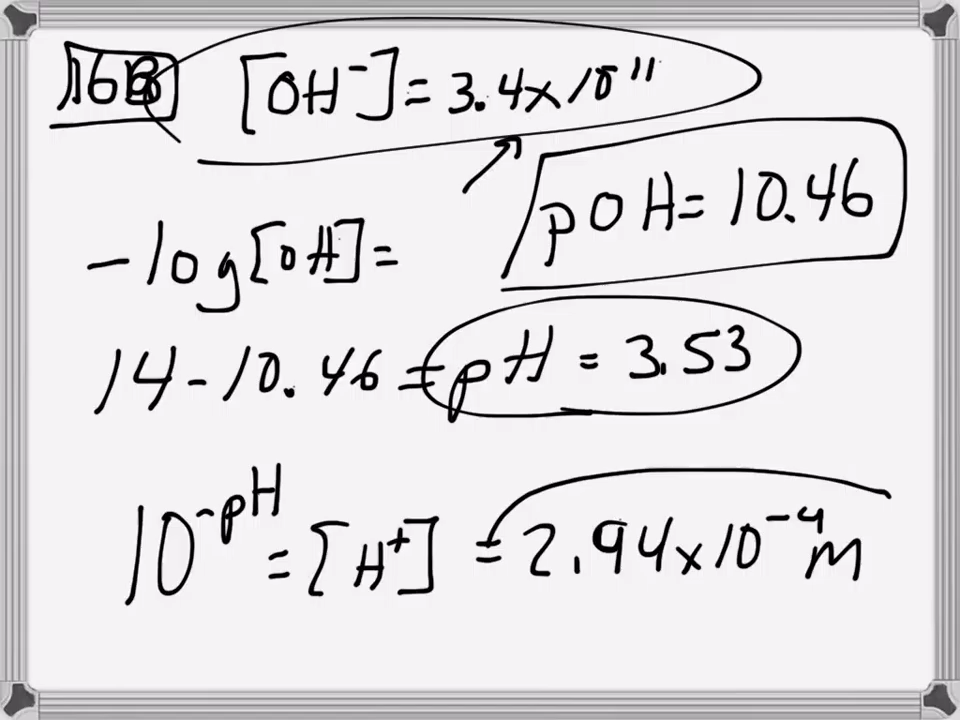 16B [OH⁻] = 3.4x10 ¹¹
pOH = 10.46
-log[OH] =
14 - 10.46 = pH = 3.53
10⁻ᵖᴴ = [H⁺] = 2.94x10⁻⁴ M